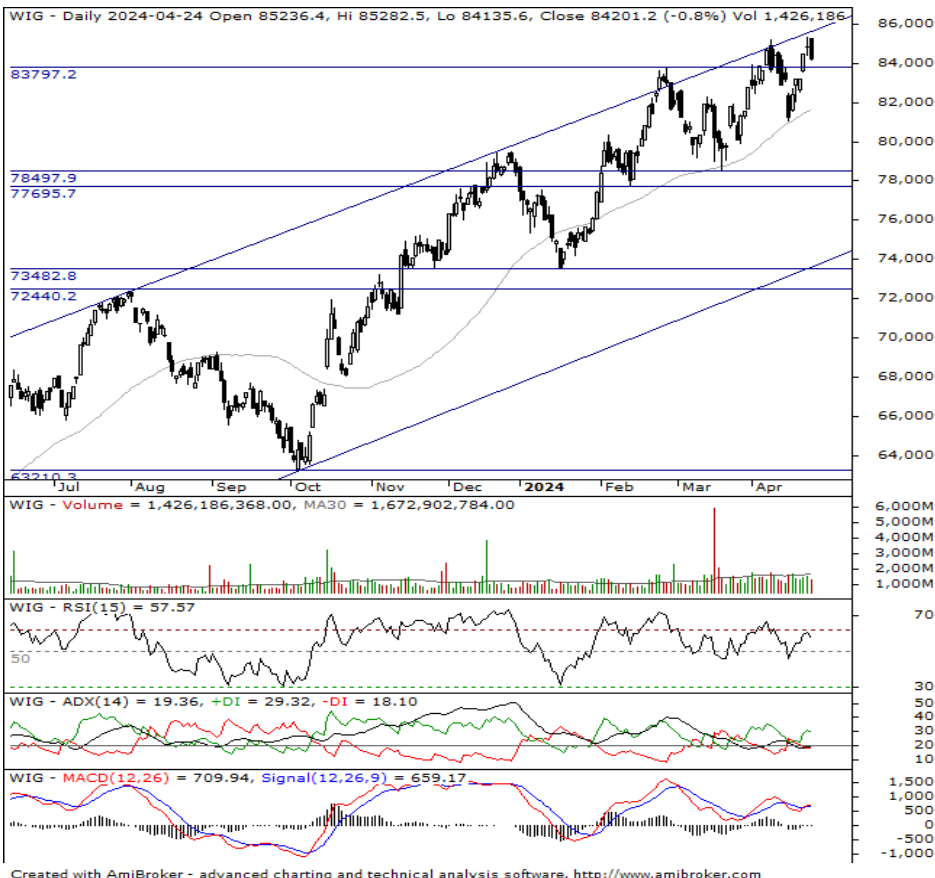 WIG - Daily 2024-04-24 Open 85236.4, Hi 85282.5, Lo 84135.6, Close 84201.2 (-0.8%) Vol 1,426,186
86,000
84,000
83797.2
82,000
80,000
78497.9
78,000
77695.7
76,000
74,000
73482.8
72440.2
72,000
70,000
68,000
66,000
64,000
63210.3
Jul Aug Sep Oct Nov Dec 2024 Feb Mar Apr
WIG - Volume = 1,426,186,368.00, MA30 = 1,672,902,784.00
6,000M
5,000M
4,000M
3,000M
2,000M
1,000M
WIG - RSI(15) = 57.57
70
50
30
WIG - ADX(14) = 19.36, +DI = 29.32, -DI = 18.10
50
40
30
20
10
WIG - MACD(12,26) = 709.94, Signal(12,26,9) = 659.17
1,500
1,000
500
0
-500
-1,000
Created with AmiBroker - advanced charting and technical analysis software. http://www.amibroker.com